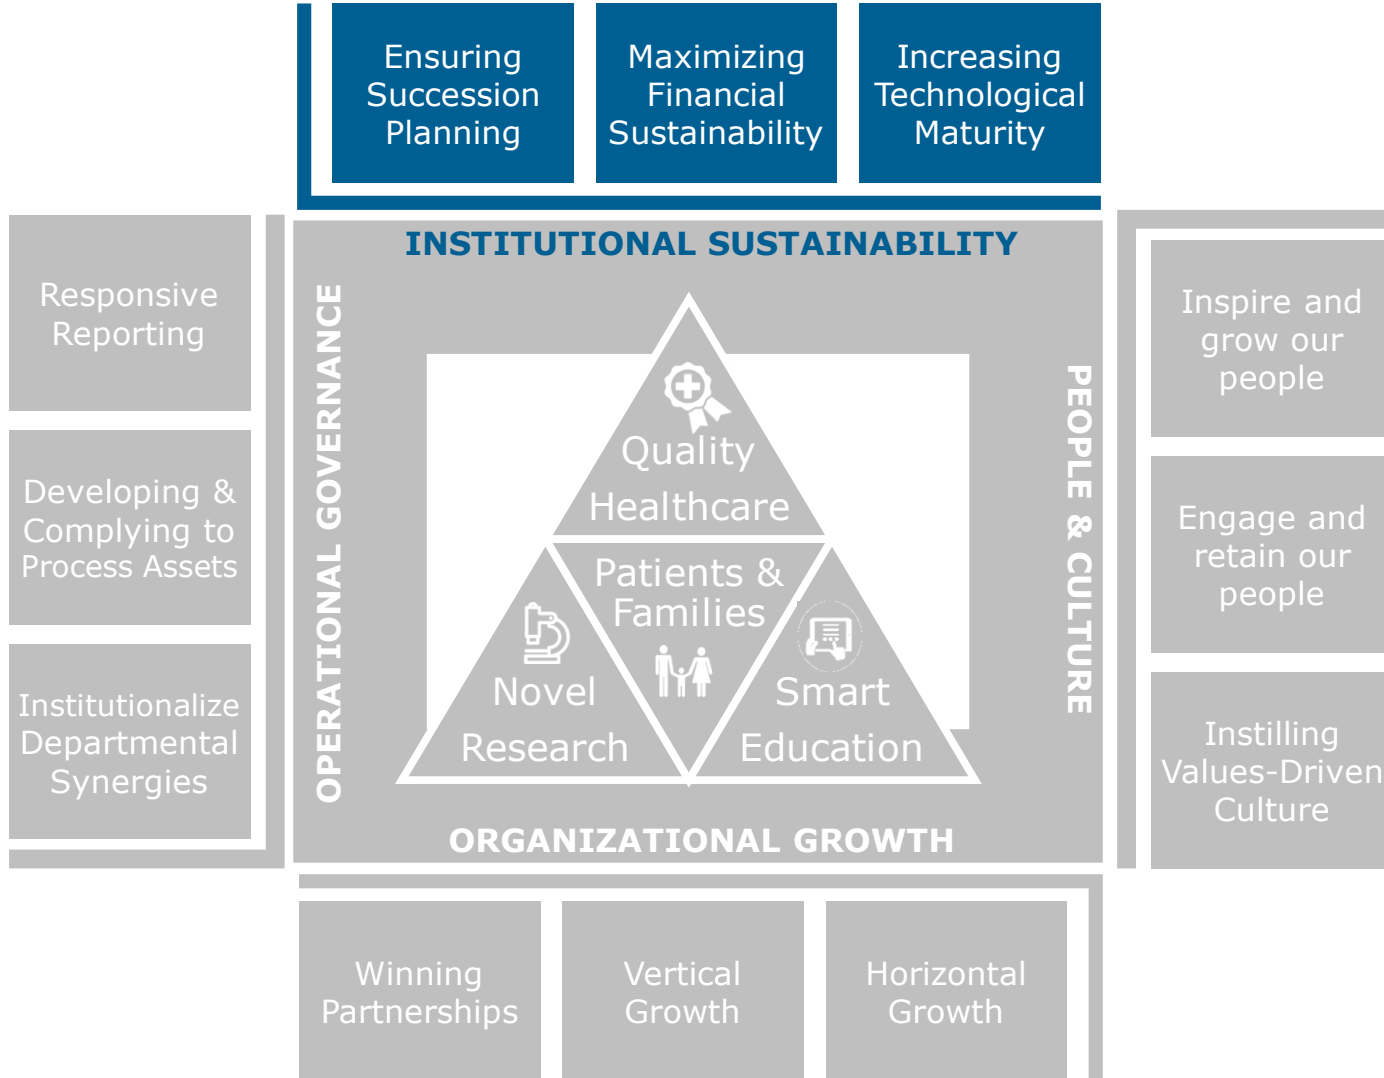 Ensuring
Succession
Planning
Maximizing
Financial
Sustainability
Increasing
Technological
Maturity
INSTITUTIONAL SUSTAINABILITY
Responsive
Reporting
Developing &
Complying to
Process Assets
Institutionalize
Departmental
Synergies
OPERATIONAL GOVERNANCE
Quality
Healthcare
Patients &
Families
Novel
Research
Smart
Education
PEOPLE & CULTURE
Inspire and
grow our
people
Engage and
retain our
people
Instilling
Values-Driven
Culture
ORGANIZATIONAL GROWTH
Winning
Partnerships
Vertical
Growth
Horizontal
Growth